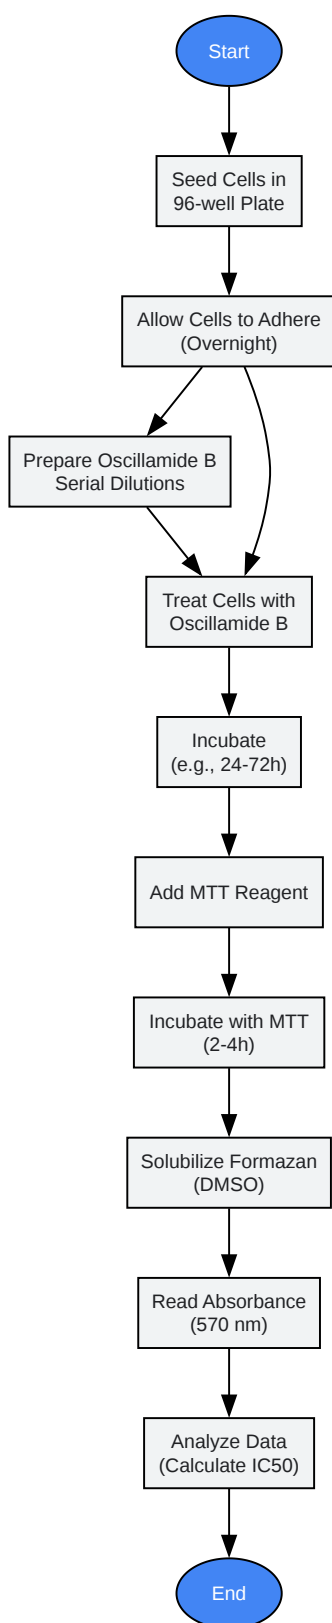 Start
Seed Cells in
96-well Plate
Allow Cells to Adhere
(Overnight)
Prepare Oscillamide B
Serial Dilutions
Treat Cells with
Oscillamide B
Incubate
(e.g., 24-72h)
Add MTT Reagent
Incubate with MTT
(2-4h)
Solubilize Formazan
(DMSO)
Read Absorbance
(570 nm)
Analyze Data
(Calculate IC50)
End